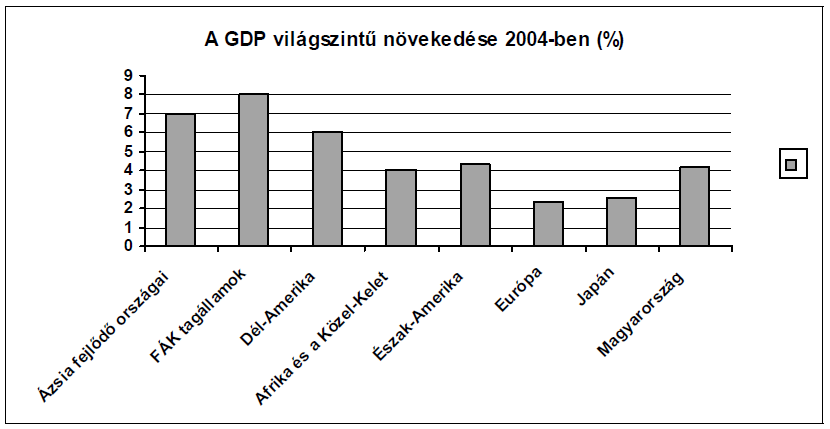 A GDP világszintű növekedése 2004-ben (%)
9
8
7
6
5
4
3
2
1
0
Ázsia fejlődő országai
FÁK tagállamok
Dél-Amerika
Afrika és a Közel-Kelet
Észak-Amerika
Európa
Japán
Magyarország